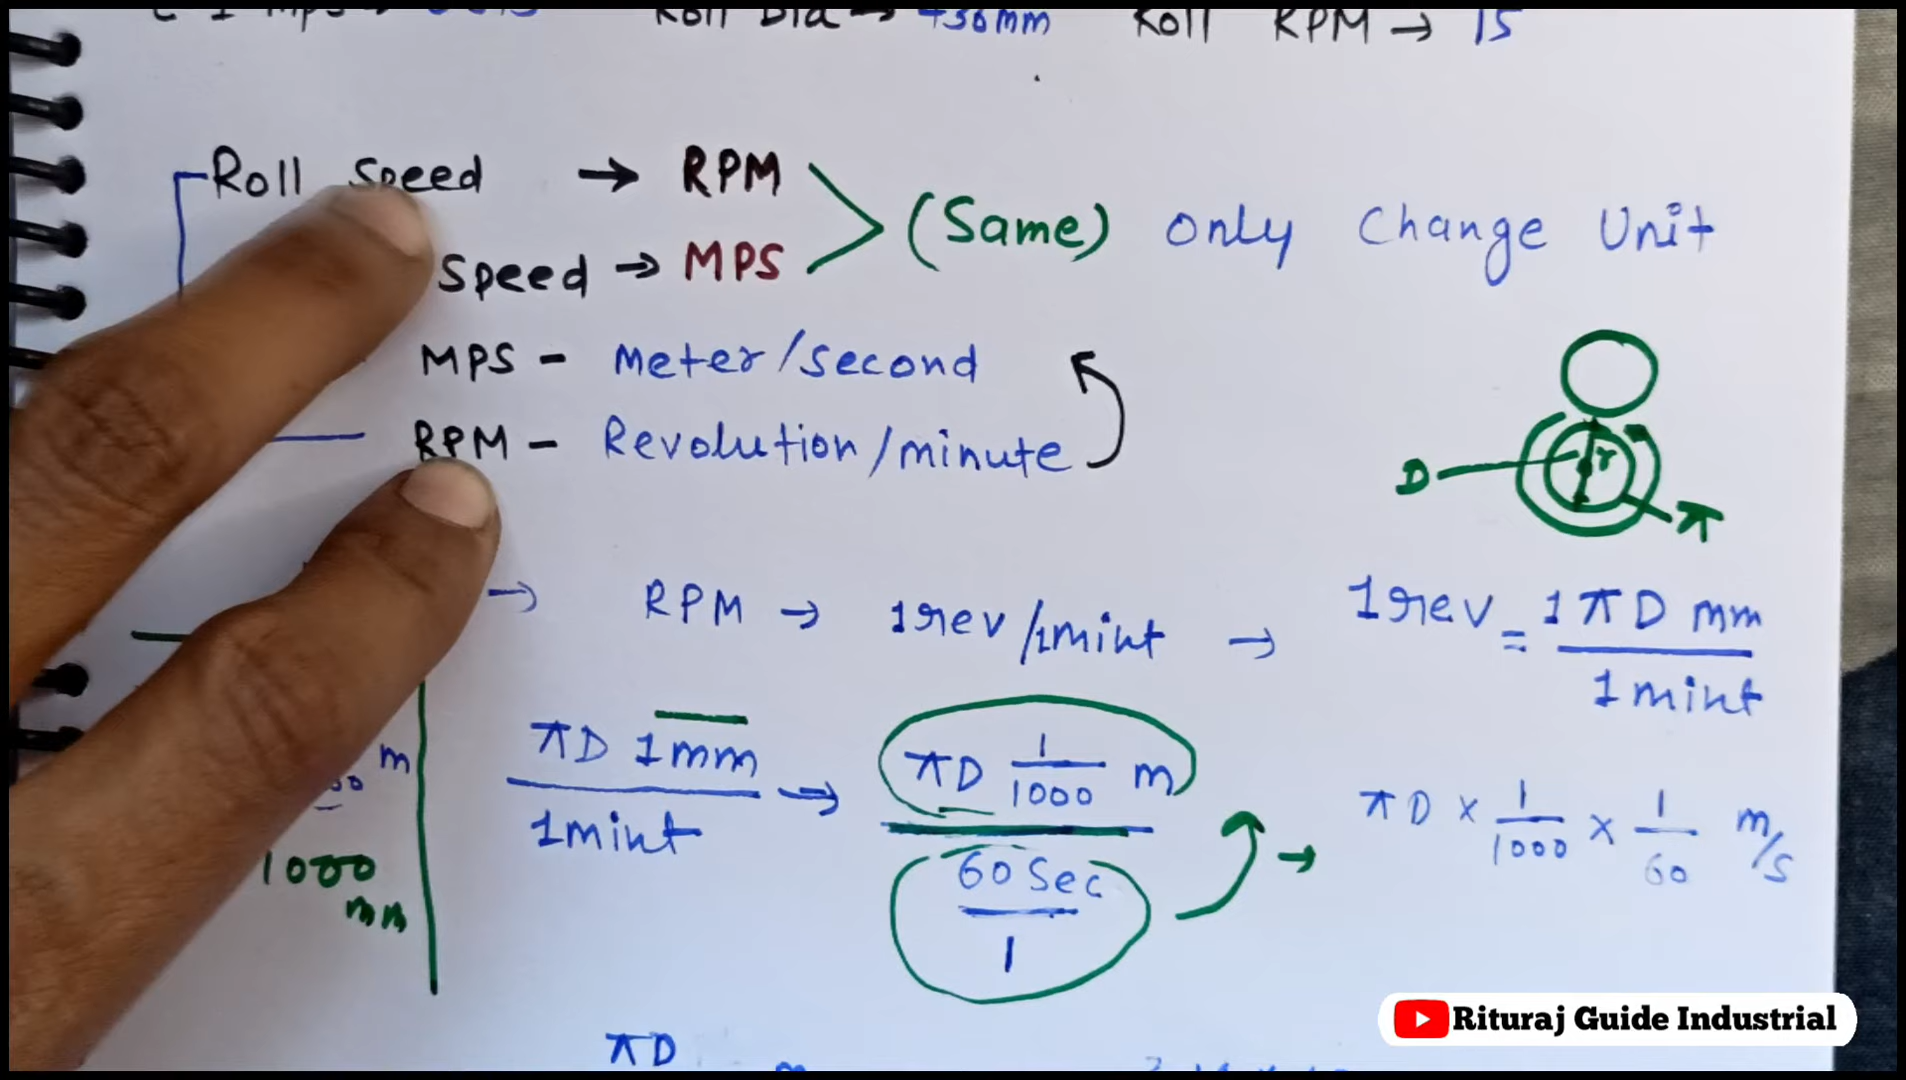 Roll Dia → 430mm Roll RPM → 15
Roll Speed → RPM
Speed → MPS
(Same) Only Change Unit
MPS - Meter/Second
RPM - Revolution/minute
D
r
π
→ RPM → 1rev/1mint → 1rev = 1πD mm
1mint
πD 1mm
1mint
→ πD 1/1000 m
60 Sec
1
→ πD × 1/1000 × 1/60 m/s
m
1000
mm
πD
Rituraj Guide Industrial